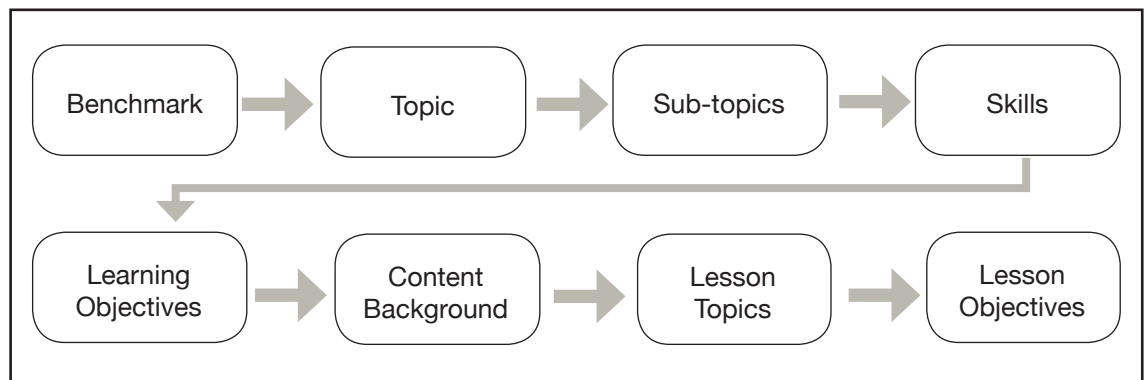 Benchmark
Topic
Sub-topics
Skills
Learning
Objectives
Content
Background
Lesson
Topics
Lesson
Objectives